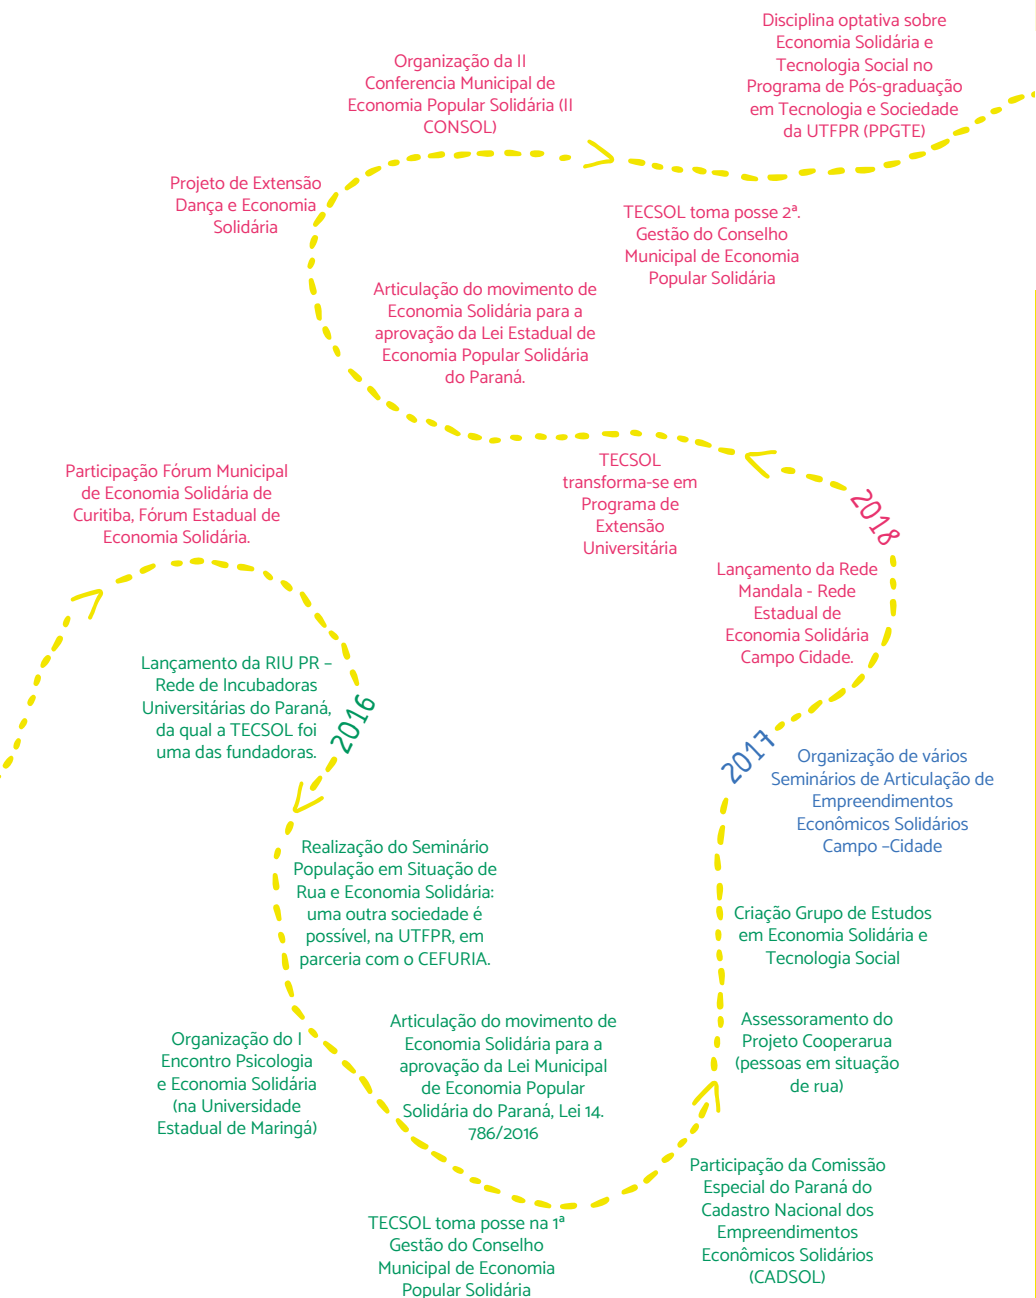 Disciplina optativa sobre
Economia Solidária e
Tecnologia Social no
Programa de Pós-graduação
em Tecnologia e Sociedade
da UTFPR (PPGTE)
Organização da II
Conferencia Municipal de
Economia Popular Solidária (II
CONSOL)
Projeto de Extensão
Dança e Economia
Solidária
TECSOL toma posse 2ª.
Gestão do Conselho
Municipal de Economia
Popular Solidária
Articulação do movimento de
Economia Solidária para a
aprovação da Lei Estadual de
Economia Popular Solidária
do Paraná.
TECSOL
transforma-se em
Programa de
Extensão
Universitária
2018
Participação Fórum Municipal
de Economia Solidária de
Curitiba, Fórum Estadual de
Economia Solidária.
Lançamento da Rede
Mandala - Rede
Estadual de
Economia Solidária
Campo Cidade.
Lançamento da RIU PR –
Rede de Incubadoras
Universitárias do Paraná,
da qual a TECSOL foi
uma das fundadoras.
2016
2017
Organização de vários
Seminários de Articulação de
Empreendimentos
Econômicos Solidários
Campo –Cidade
Realização do Seminário
População em Situação de
Rua e Economia Solidária:
uma outra sociedade é
possível, na UTFPR, em
parceria com o CEFURIA.
Criação Grupo de Estudos
em Economia Solidária e
Tecnologia Social
Organização do I
Encontro Psicologia
e Economia Solidária
(na Universidade
Estadual de Maringá)
Articulação do movimento de
Economia Solidária para a
aprovação da Lei Municipal
de Economia Popular
Solidária do Paraná, Lei 14.
786/2016
Assessoramento do
Projeto Cooperarua
(pessoas em situação
de rua)
TECSOL toma posse na 1ª
Gestão do Conselho
Municipal de Economia
Popular Solidária
Participação da Comissão
Especial do Paraná do
Cadastro Nacional dos
Empreendimentos
Econômicos Solidários
(CADSOL)